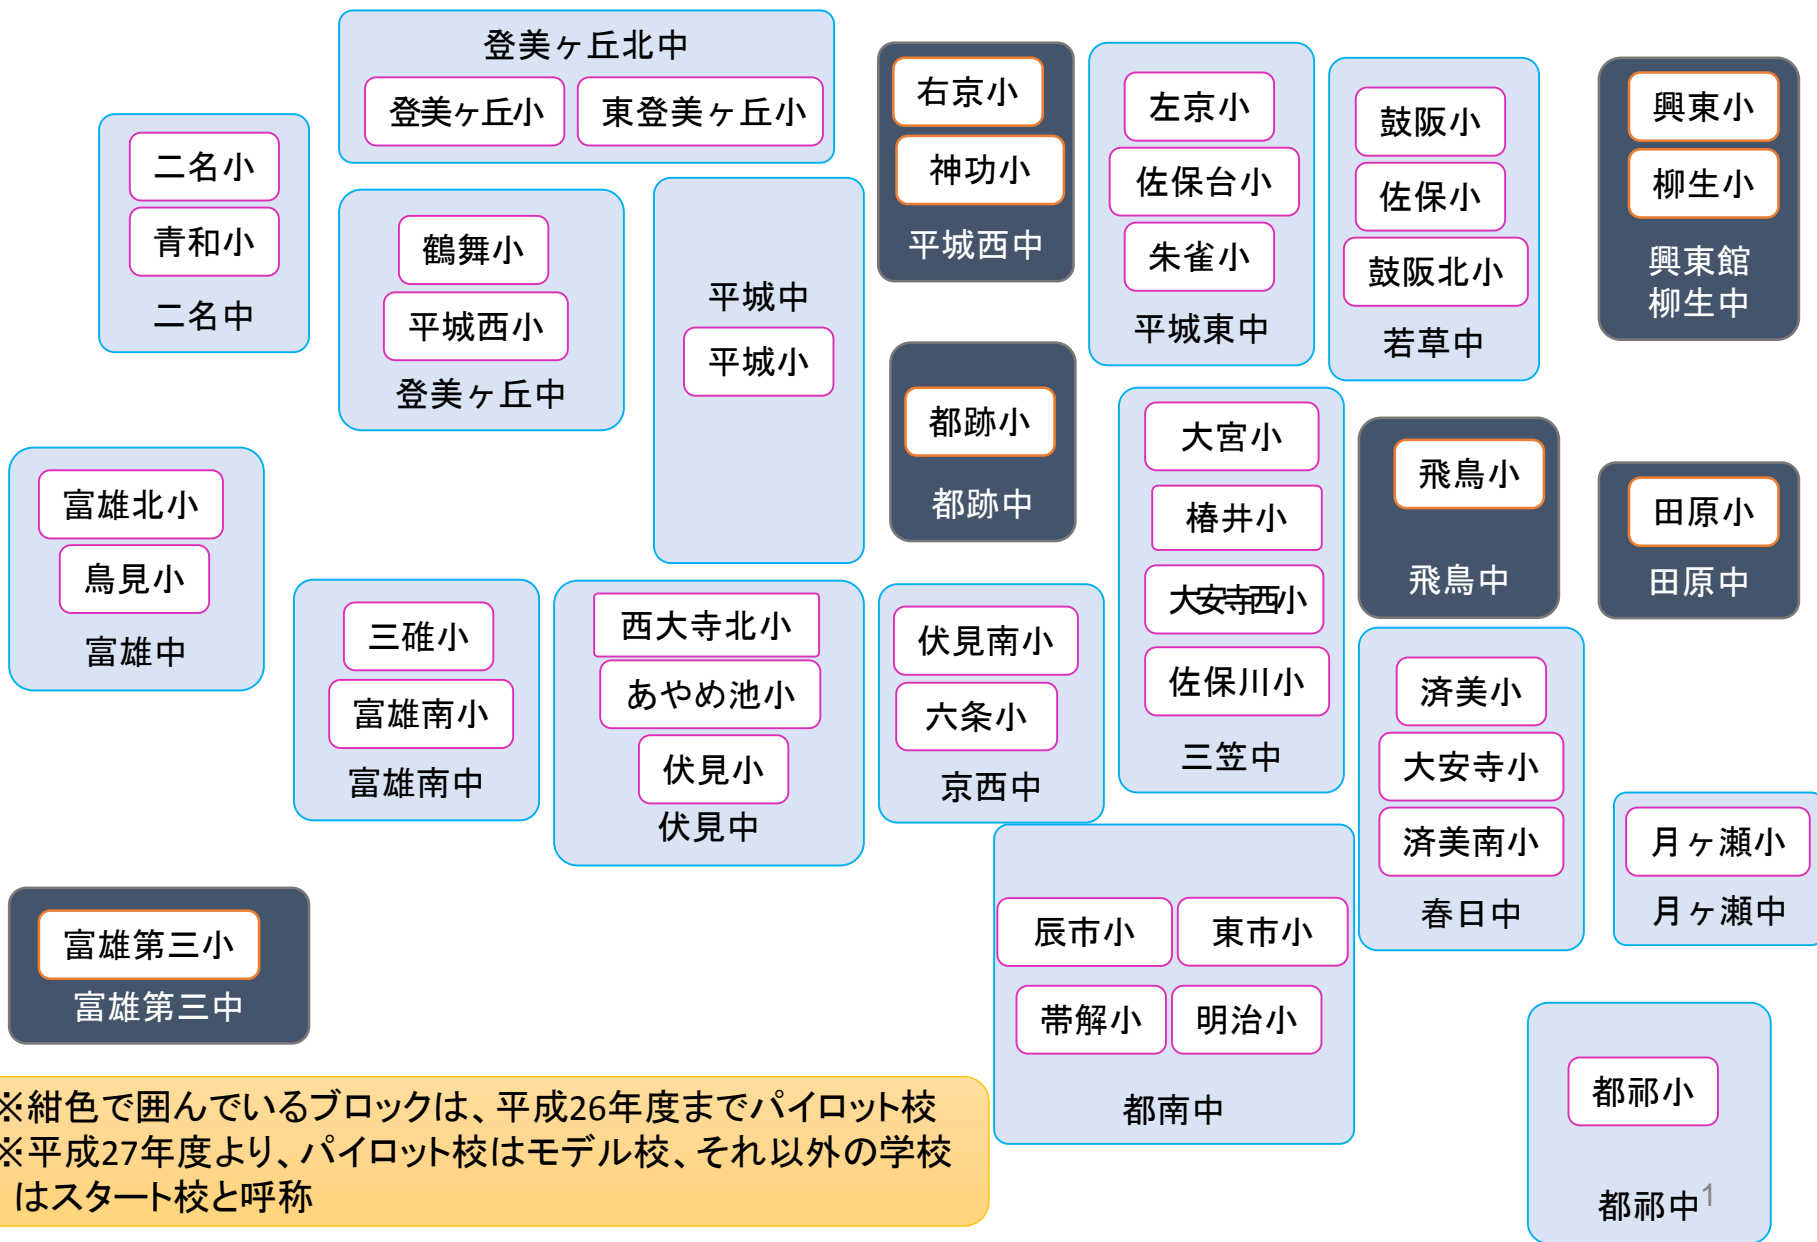 登美ヶ丘北中
登美ヶ丘小
東登美ヶ丘小
二名小
青和小
二名中
鶴舞小
平城西小
登美ヶ丘中
平城中
平城小
右京小
神功小
平城西中
左京小
佐保台小
朱雀小
平城東中
鼓阪小
佐保小
鼓阪北小
若草中
興東小
柳生小
興東館
柳生中
都跡小
都跡中
大宮小
椿井小
大安寺西小
佐保川小
三笠中
飛鳥小
飛鳥中
田原小
田原中
富雄北小
鳥見小
富雄中
三碓小
富雄南小
富雄南中
西大寺北小
あやめ池小
伏見小
伏見中
伏見南小
六条小
京西中
済美小
大安寺小
済美南小
春日中
月ヶ瀬小
月ヶ瀬中
富雄第三小
富雄第三中
辰市小
東市小
帯解小
明治小
都南中
都祁小
都祁中
※紺色で囲んでいるブロックは、平成26年度までパイロット校
※平成27年度より、パイロット校はモデル校、それ以外の学校
はスタート校と呼称
1